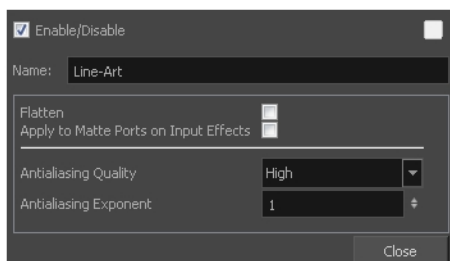 Enable/Disable
Name: Line-Art
Flatten
Apply to Matte Ports on Input Effects
Antialiasing Quality High
Antialiasing Exponent 1
Close